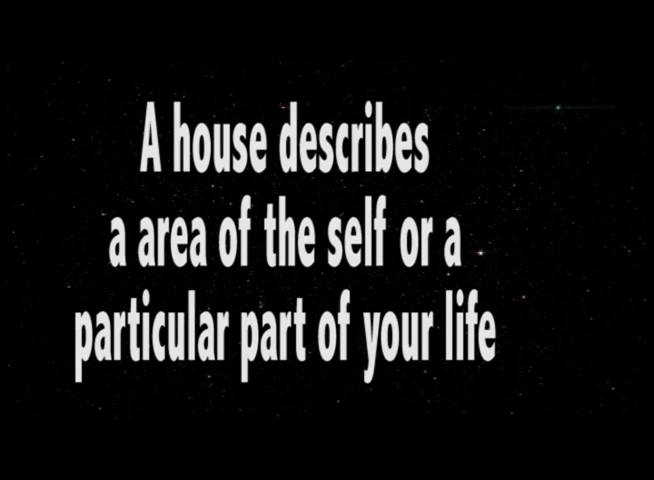 A house describes
a area of the self or a
particular part of your life